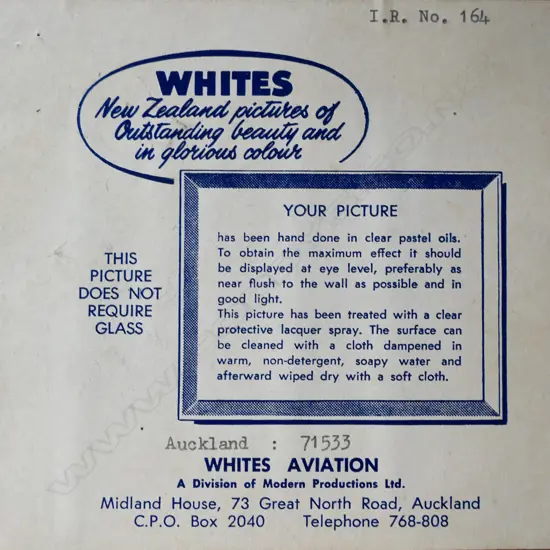 I.R. No. 164
WHITES
New Zealand pictures of
Outstanding beauty and
in glorious colour
YOUR PICTURE
has been hand done in clear pastel oils.
To obtain the maximum effect it should
be displayed at eye level, preferably as
near flush to the wall as possible and in
good light.
This picture has been treated with a clear
protective lacquer spray. The surface can
be cleaned with a cloth dampened in
warm, non-detergent, soapy water and
afterward wiped dry with a soft cloth.
THIS
PICTURE
DOES NOT
REQUIRE
GLASS
Auckland : 71533
WHITES AVIATION
A Division of Modern Productions Ltd.
Midland House, 73 Great North Road, Auckland
C.P.O. Box 2040 Telephone 768-808